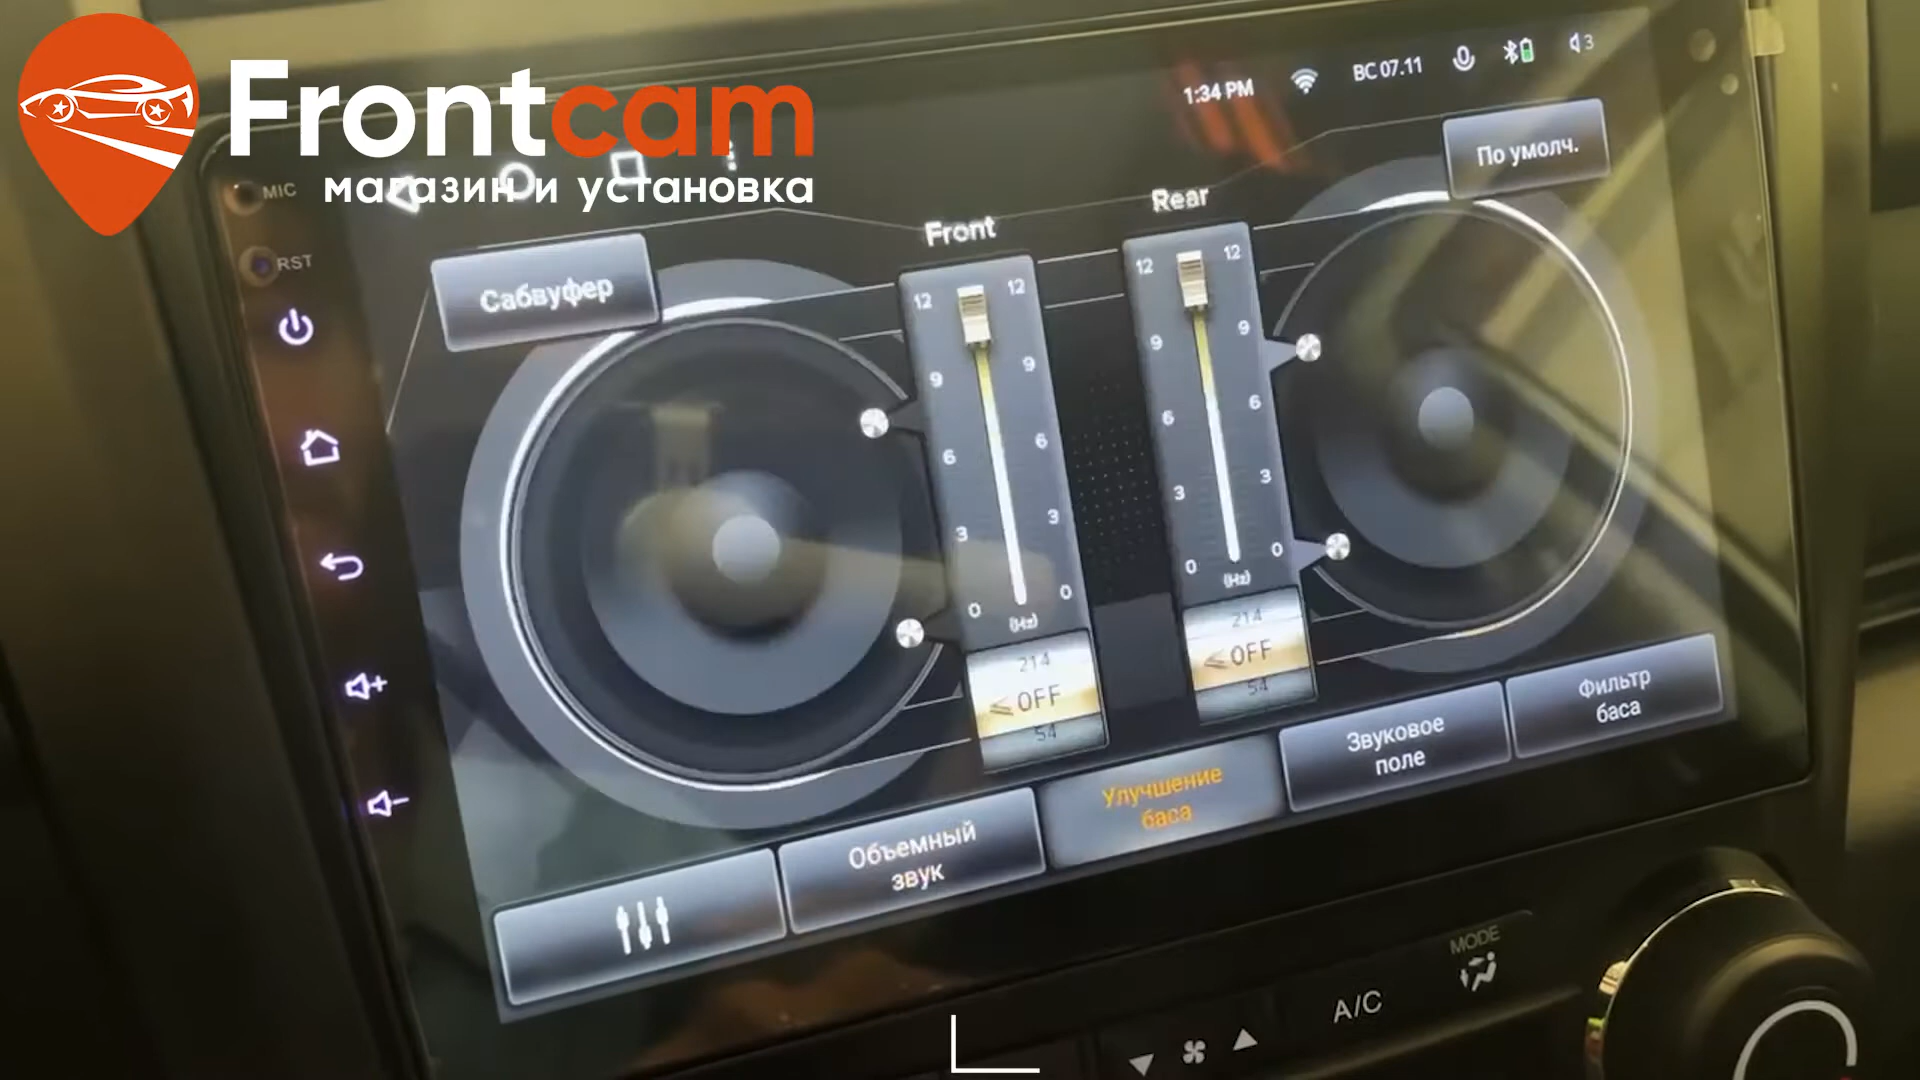 Frontcam
магазин и установка
1:34 PM
ВС 07.11
3
MIC
RST
Сабвуфер
Front
Rear
По умолч.
12 12
9 9
6 6
3 3
0 0
(Hz)
214
≤OFF
54
12 12
9 9
6 6
3 3
0 0
(Hz)
214
≤OFF
54
Объемный
звук
Улучшение
баса
Звуковое
поле
Фильтр
баса
MODE
A/C